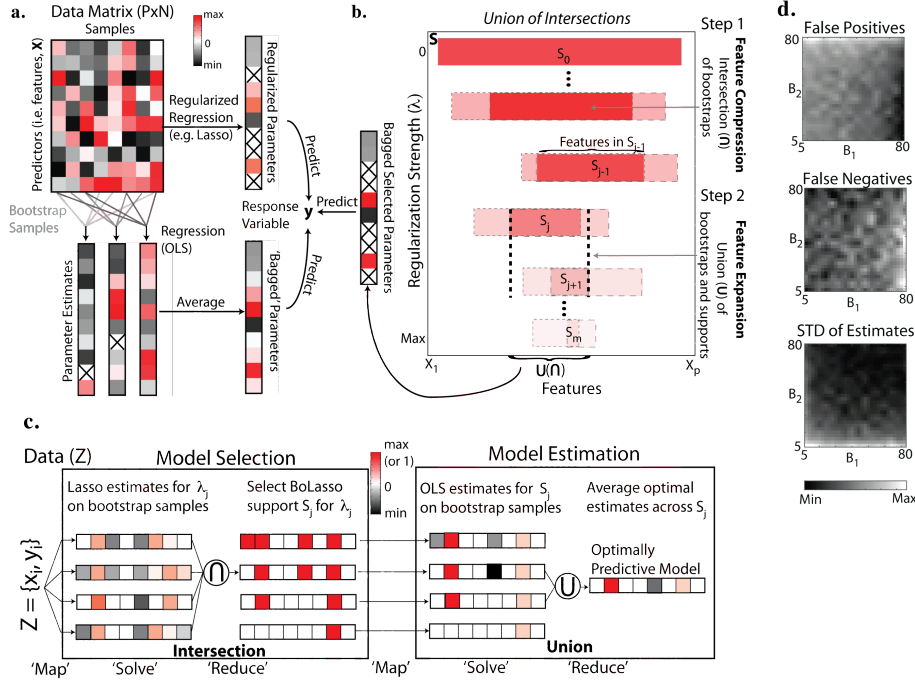 a.
Data Matrix (PxN)
Samples
Predictors (i.e. features, X)
max
0
min
Regularized
Regression
(e.g. Lasso)
Regularized
Parameters
Predict
Response
Variable
y
Predict
Predict
Bootstrap
Samples
Regression
(OLS)
Parameter Estimates
Average
'Bagged' Parameters
Bagged Selected Parameters
b.
Union of Intersections
Regularization Strength (λ)
0
Max
S
S0
Features in Sj-1
Sj-1
Sj
Sj+1
Sm
X1
Xp
U(∩)
Features
Step 1
Intersection (∩)
of bootstraps
Feature Compression
Step 2
Union (U) of
bootstraps and supports
Feature Expansion
c.
Data (Z)
Model Selection
max
(or 1)
0
min
Model Estimation
Lasso estimates for λj
on bootstrap samples
Select BoLasso
support Sj for λj
OLS estimates for Sj
on bootstrap samples
Average optimal
estimates across Sj
Z = {xi, yi}
∩
U
Optimally
Predictive Model
Intersection
Union
'Map'
'Solve'
'Reduce'
'Map'
'Solve'
'Reduce'
d.
False Positives
80
B2
5
5
B1
80
False Negatives
80
B2
5
5
B1
80
STD of Estimates
80
B2
5
5
B1
80
Min
Max